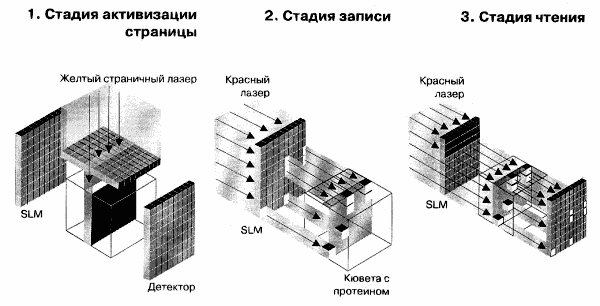 1. Стадия активизации
страницы
2. Стадия записи
3. Стадия чтения
Желтый страничный лазер
SLM
Детектор
Красный
лазер
SLM
Кювета с
протеином
Красный
лазер
SLM